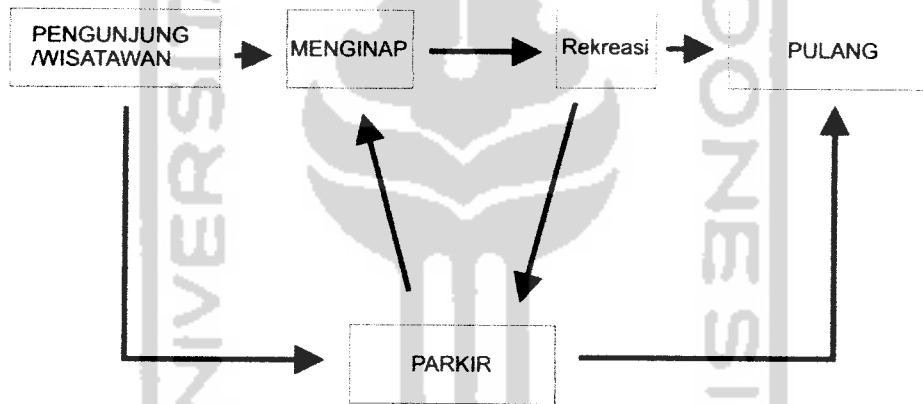 PENGUNJUNG
/WISATAWAN
MENGINAP
Rekreasi
PULANG
PARKIR